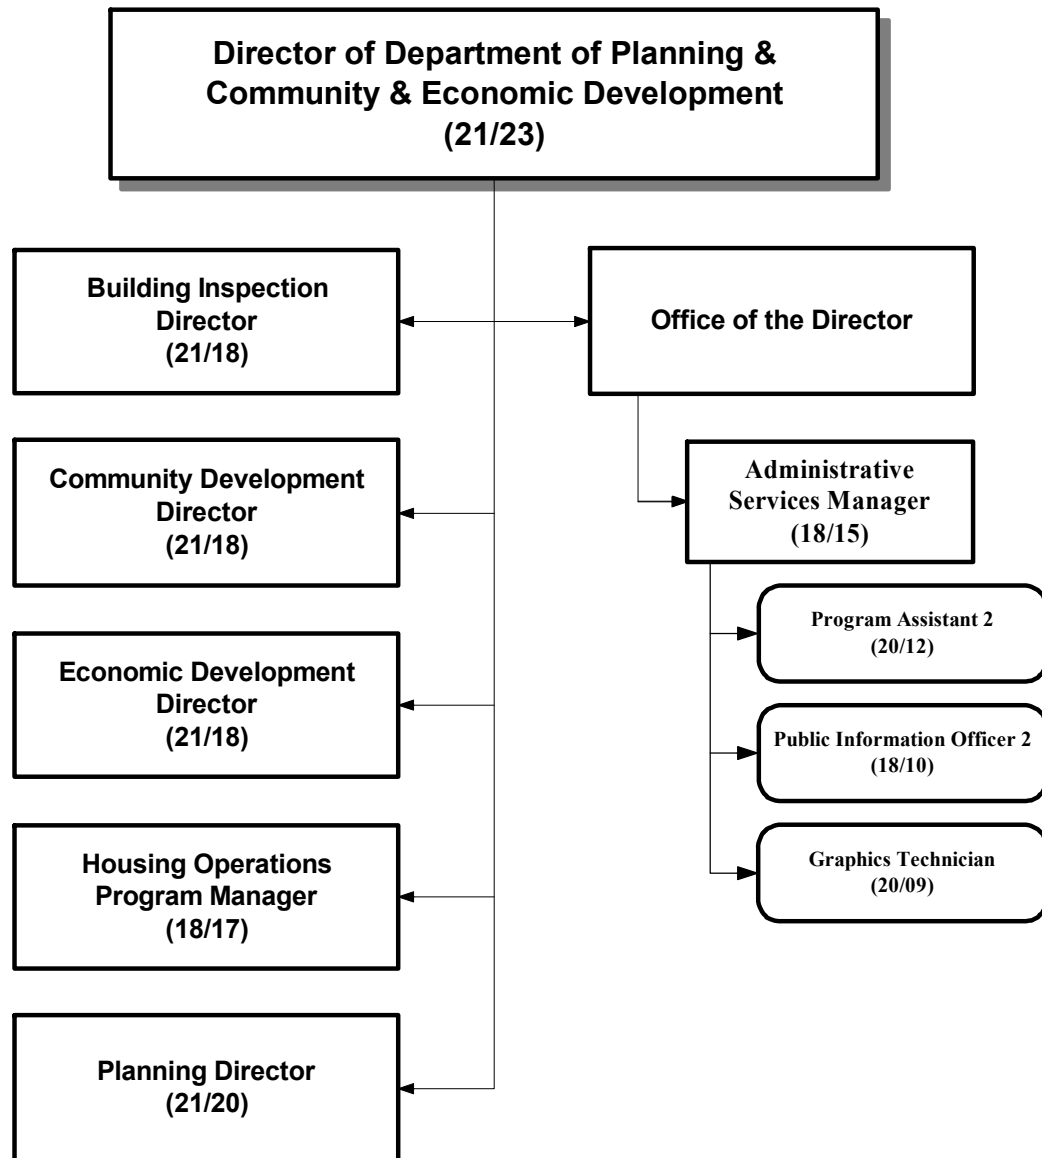 Director of Department of Planning &
Community & Economic Development
(21/23)
Building Inspection
Director
(21/18)
Office of the Director
Community Development
Director
(21/18)
Administrative
Services Manager
(18/15)
Program Assistant 2
(20/12)
Economic Development
Director
(21/18)
Public Information Officer 2
(18/10)
Housing Operations
Program Manager
(18/17)
Graphics Technician
(20/09)
Planning Director
(21/20)